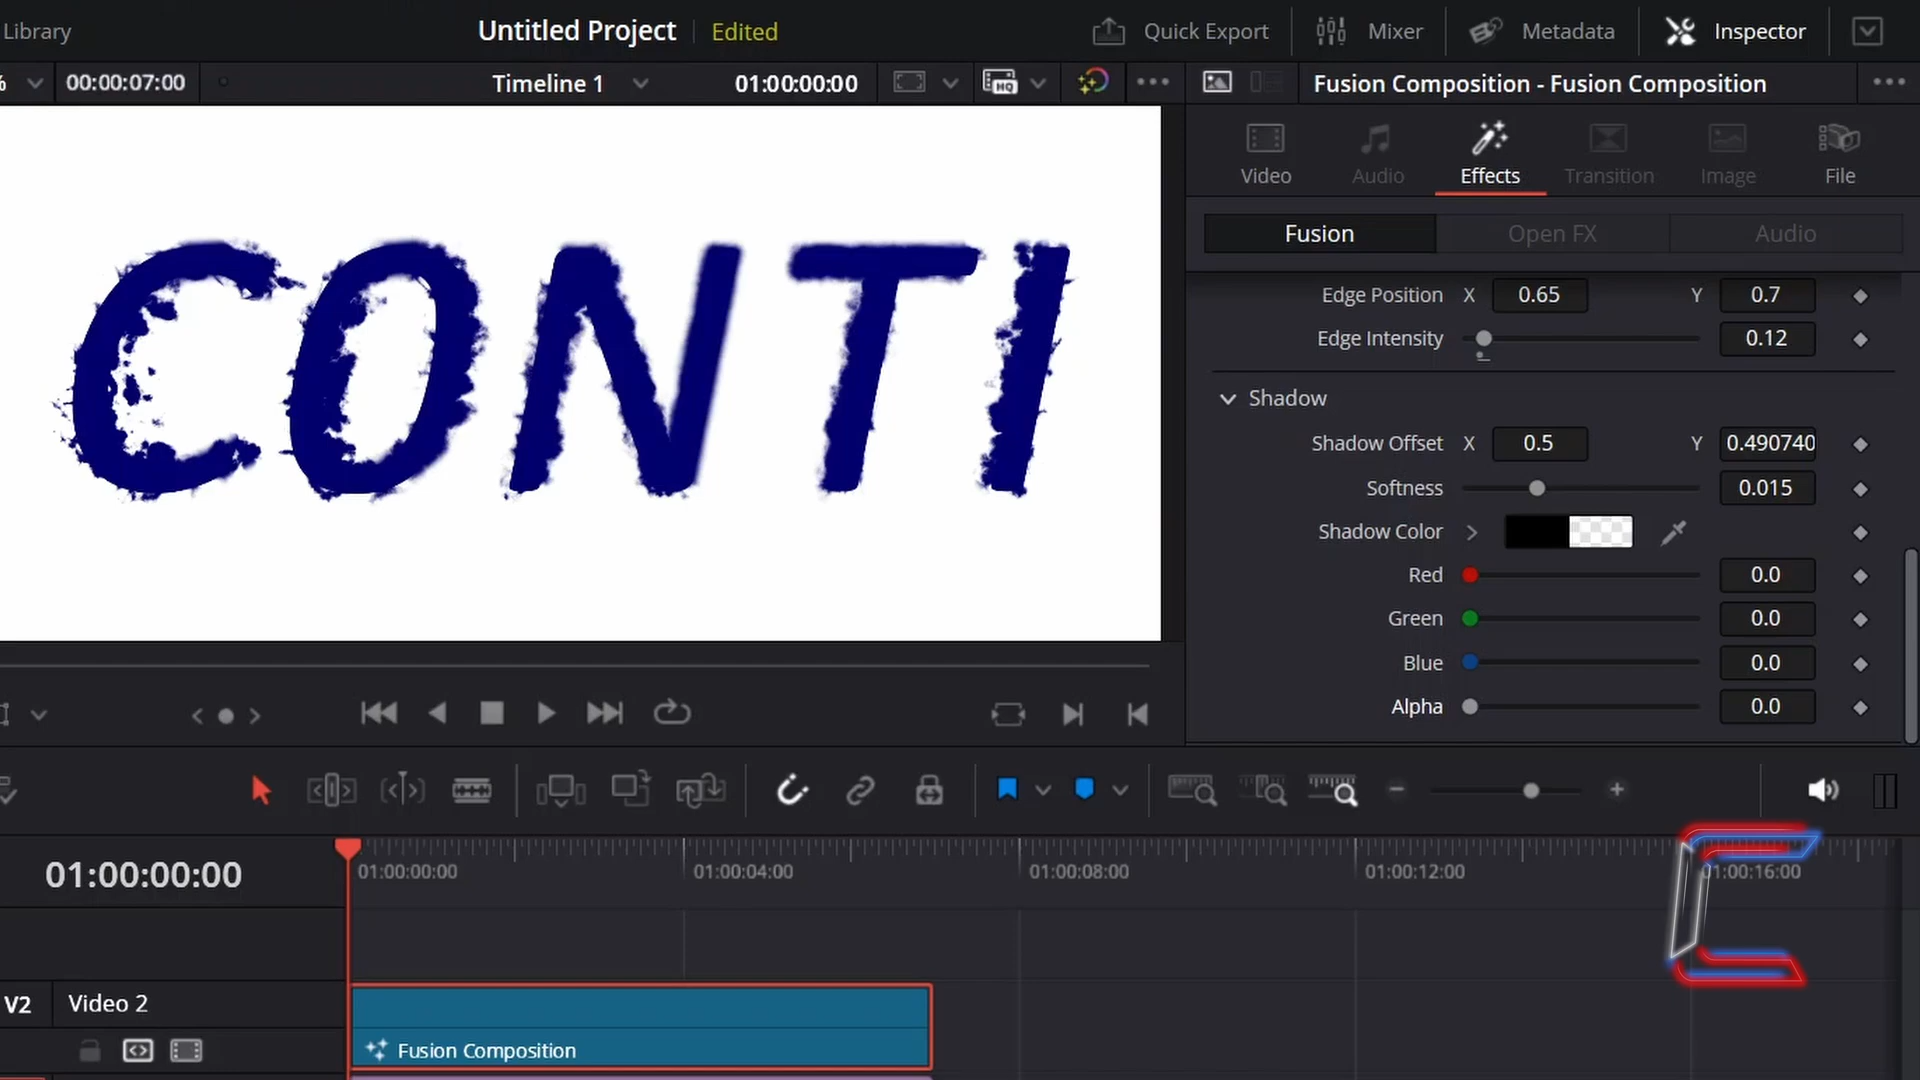 Library
Untitled Project
Edited
Quick Export
Mixer
Metadata
Inspector
%
00:00:07:00
Timeline 1
01:00:00:00
HQ
Fusion Composition - Fusion Composition
Video
Audio
Effects
Transition
Image
File
Fusion
Open FX
Audio
CONTI
Edge Position X 0.65 Y 0.7
Edge Intensity 0.12
Shadow
Shadow Offset X 0.5 Y 0.490740
Softness 0.015
Shadow Color
Red 0.0
Green 0.0
Blue 0.0
Alpha 0.0
01:00:00:00
01:00:00:00
01:00:04:00
01:00:08:00
01:00:12:00
01:00:16:00
V2 Video 2
Fusion Composition